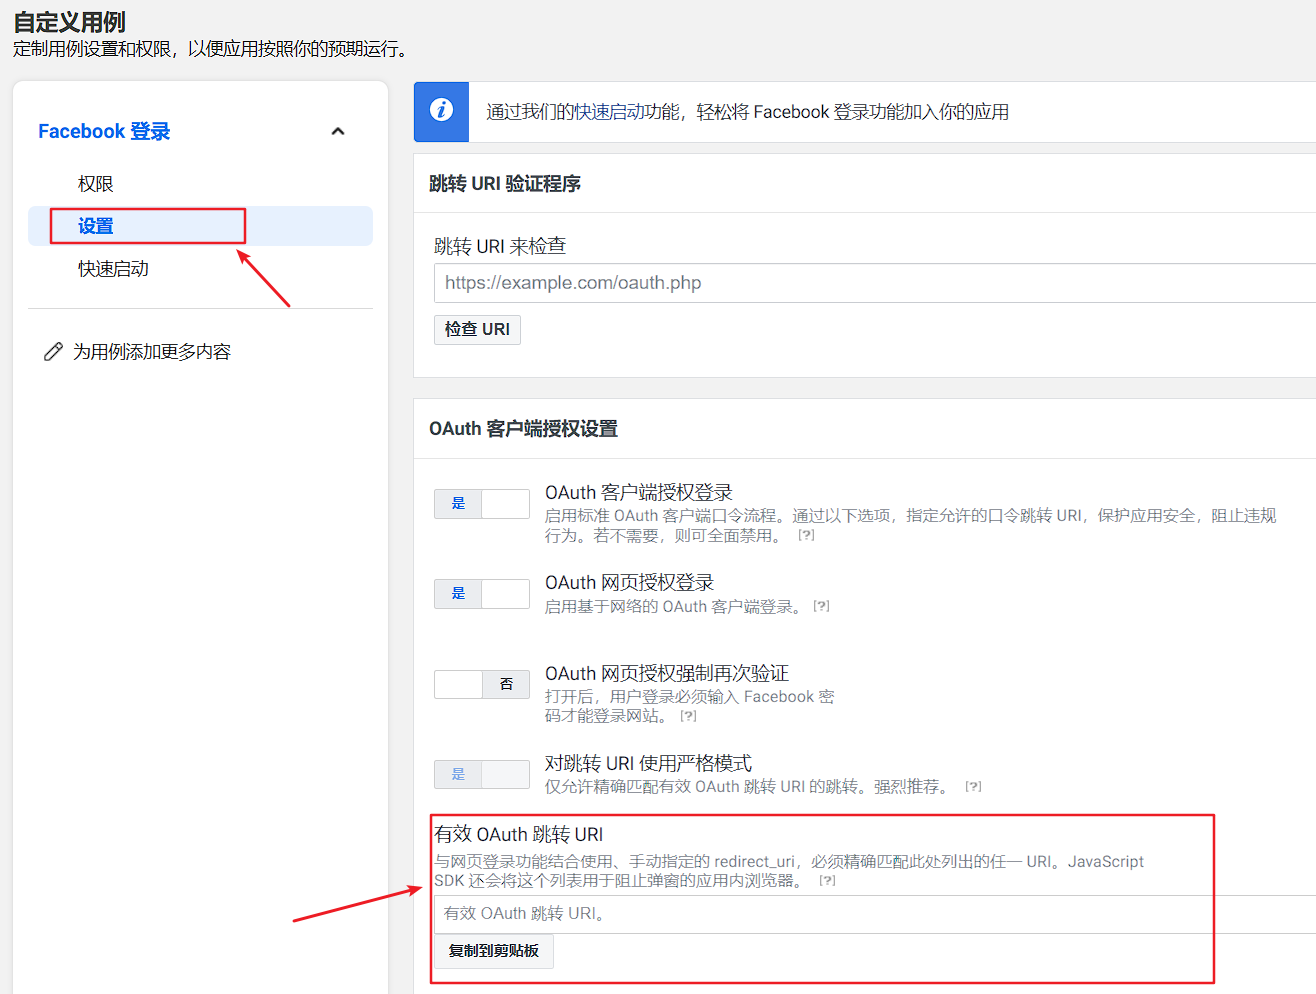 自定义用例
定制用例设置和权限，以便应用按照你的预期运行。
Facebook 登录
权限
设置
快速启动
为用例添加更多内容
i 通过我们的快速启动功能，轻松将 Facebook 登录功能加入你的应用
跳转 URI 验证程序
跳转 URI 来检查
https://example.com/oauth.php
检查 URI
OAuth 客户端授权设置
是
OAuth 客户端授权登录
启用标准 OAuth 客户端口令流程。通过以下选项，指定允许的口令跳转 URI，保护应用安全，阻止违规
行为。若不需要，则可全面禁用。 [?]
是
OAuth 网页授权登录
启用基于网络的 OAuth 客户端登录。 [?]
否
OAuth 网页授权强制再次验证
打开后，用户登录必须输入 Facebook 密
码才能登录网站。 [?]
是
对跳转 URI 使用严格模式
仅允许精确匹配有效 OAuth 跳转 URI 的跳转。强烈推荐。 [?]
有效 OAuth 跳转 URI
与网页登录功能结合使用、手动指定的 redirect_uri，必须精确匹配此处列出的任一 URI。JavaScript
SDK 还会将这个列表用于阻止弹窗的应用内浏览器。 [?]
有效 OAuth 跳转 URI。
复制到剪贴板